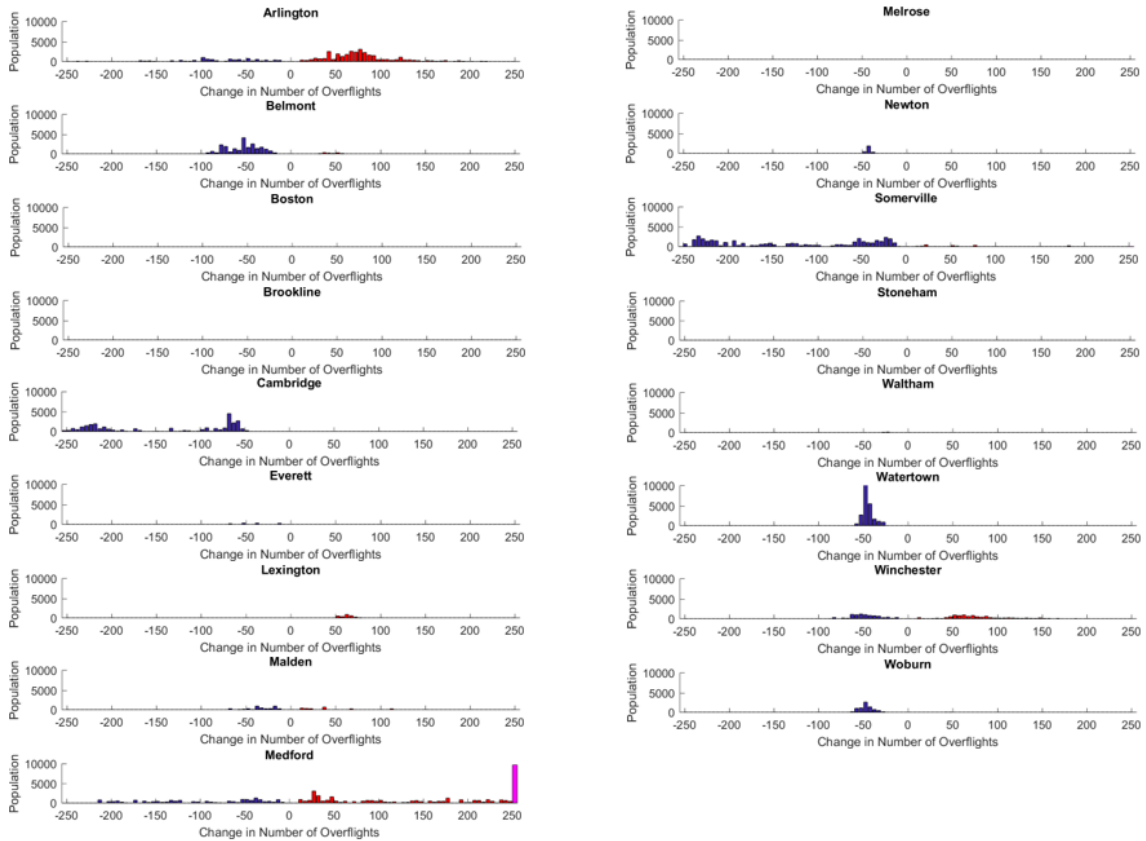 Arlington
Population
10000
5000
0
-250 -200 -150 -100 -50 0 50 100 150 200 250
Change in Number of Overflights
Belmont
Population
10000
5000
0
-250 -200 -150 -100 -50 0 50 100 150 200 250
Change in Number of Overflights
Boston
Population
10000
5000
0
-250 -200 -150 -100 -50 0 50 100 150 200 250
Change in Number of Overflights
Brookline
Population
10000
5000
0
-250 -200 -150 -100 -50 0 50 100 150 200 250
Change in Number of Overflights
Cambridge
Population
10000
5000
0
-250 -200 -150 -100 -50 0 50 100 150 200 250
Change in Number of Overflights
Everett
Population
10000
5000
0
-250 -200 -150 -100 -50 0 50 100 150 200 250
Change in Number of Overflights
Lexington
Population
10000
5000
0
-250 -200 -150 -100 -50 0 50 100 150 200 250
Change in Number of Overflights
Malden
Population
10000
5000
0
-250 -200 -150 -100 -50 0 50 100 150 200 250
Change in Number of Overflights
Medford
Population
10000
5000
0
-250 -200 -150 -100 -50 0 50 100 150 200 250
Change in Number of Overflights
Melrose
Population
10000
5000
0
-250 -200 -150 -100 -50 0 50 100 150 200 250
Change in Number of Overflights
Newton
Population
10000
5000
0
-250 -200 -150 -100 -50 0 50 100 150 200 250
Change in Number of Overflights
Somerville
Population
10000
5000
0
-250 -200 -150 -100 -50 0 50 100 150 200 250
Change in Number of Overflights
Stoneham
Population
10000
5000
0
-250 -200 -150 -100 -50 0 50 100 150 200 250
Change in Number of Overflights
Waltham
Population
10000
5000
0
-250 -200 -150 -100 -50 0 50 100 150 200 250
Change in Number of Overflights
Watertown
Population
10000
5000
0
-250 -200 -150 -100 -50 0 50 100 150 200 250
Change in Number of Overflights
Winchester
Population
10000
5000
0
-250 -200 -150 -100 -50 0 50 100 150 200 250
Change in Number of Overflights
Woburn
Population
10000
5000
0
-250 -200 -150 -100 -50 0 50 100 150 200 250
Change in Number of Overflights